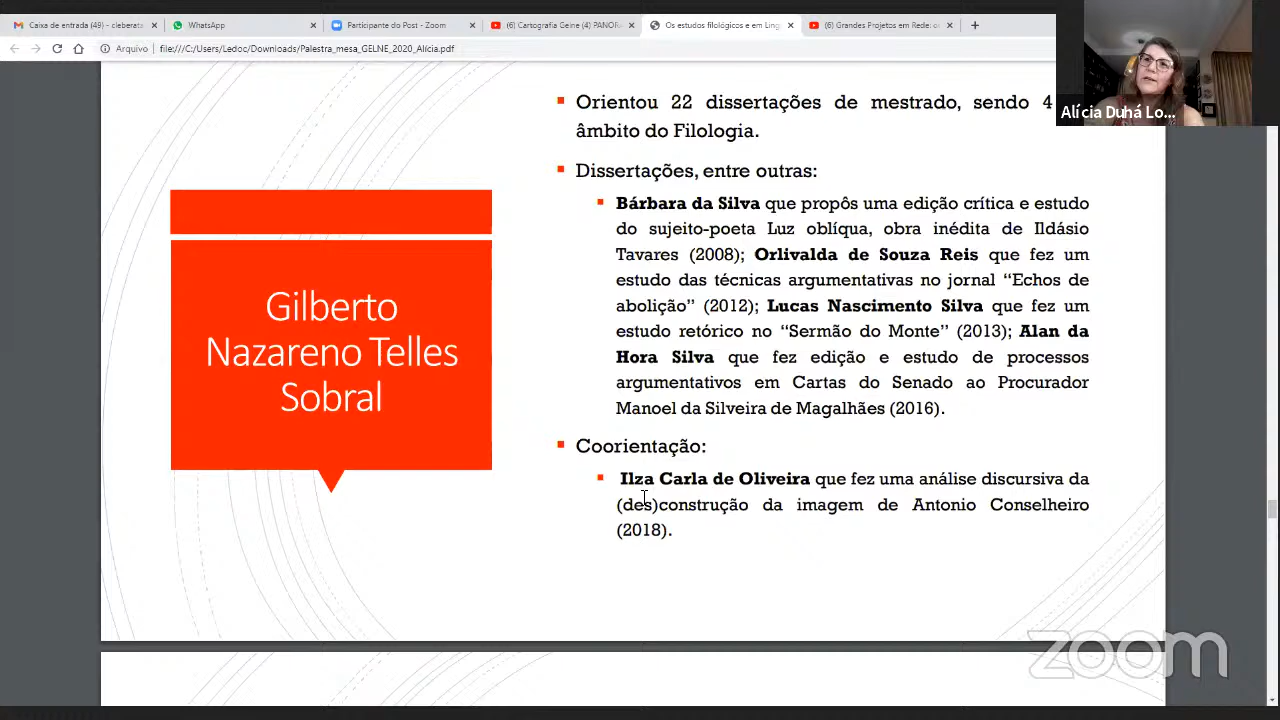 Caixa de entrada (49) - cleberata
WhatsApp
Participante do Post - Zoom
(6) Cartografia Gelne (4) PANOR
Os estudos filológicos e em Ling
(6) Grandes Projetos em Rede: o
Arquivo
file:///C:/Users/Ledoc/Downloads/Palestra_mesa_GELNE_2020_Alícia.pdf
Alícia Duhá Lo...
Gilberto
Nazareno Telles
Sobral
Orientou 22 dissertações de mestrado, sendo 4
âmbito do Filologia.
Dissertações, entre outras:
Bárbara da Silva que propôs uma edição crítica e estudo
do sujeito-poeta Luz oblíqua, obra inédita de Ildásio
Tavares (2008); Orlivalda de Souza Reis que fez um
estudo das técnicas argumentativas no jornal “Echos de
abolição” (2012); Lucas Nascimento Silva que fez um
estudo retórico no “Sermão do Monte” (2013); Alan da
Hora Silva que fez edição e estudo de processos
argumentativos em Cartas do Senado ao Procurador
Manoel da Silveira de Magalhães (2016).
Coorientação:
Ilza Carla de Oliveira que fez uma análise discursiva da
(des)construção da imagem de Antonio Conselheiro
(2018).
zoom